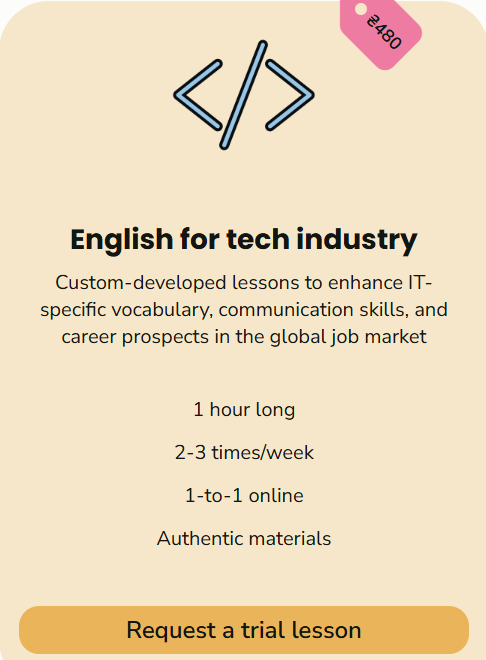 ₴480
English for tech industry
Custom-developed lessons to enhance IT-
specific vocabulary, communication skills, and
career prospects in the global job market
1 hour long
2-3 times/week
1-to-1 online
Authentic materials
Request a trial lesson